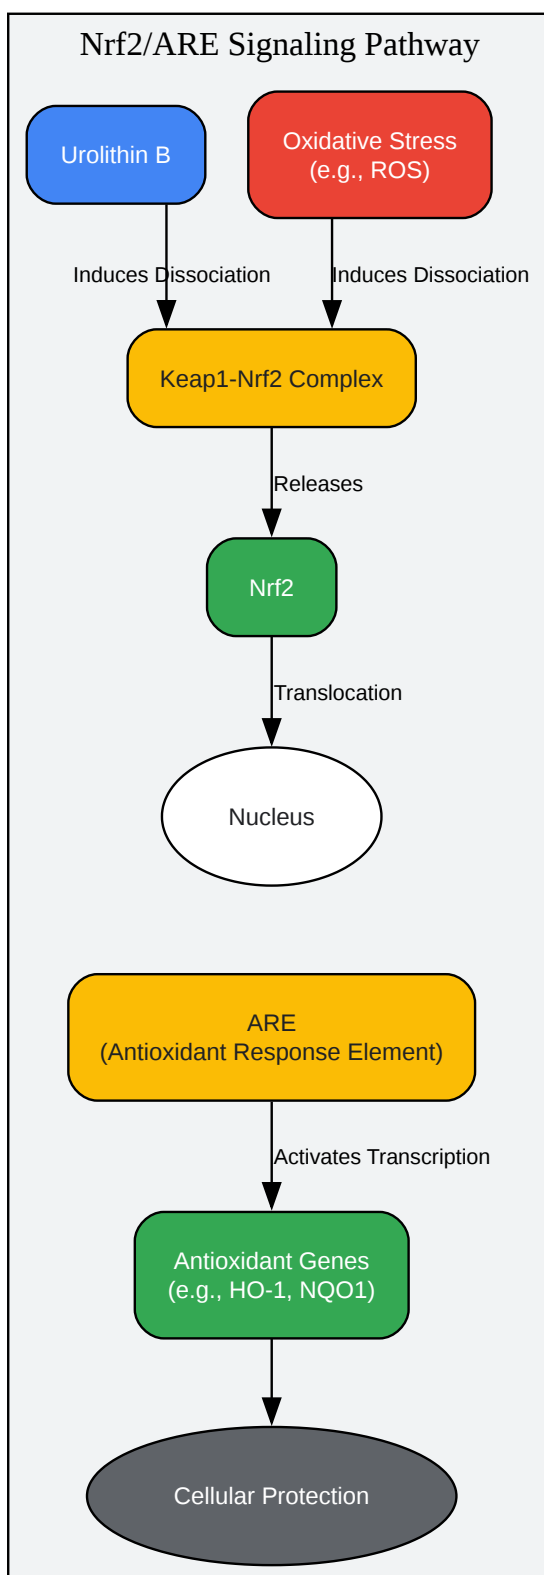 Nrf2/ARE Signaling Pathway
Urolithin B
Oxidative Stress
(e.g., ROS)
Induces Dissociation
Induces Dissociation
Keap1-Nrf2 Complex
Releases
Nrf2
Translocation
Nucleus
ARE
(Antioxidant Response Element)
Activates Transcription
Antioxidant Genes
(e.g., HO-1, NQO1)
Cellular Protection